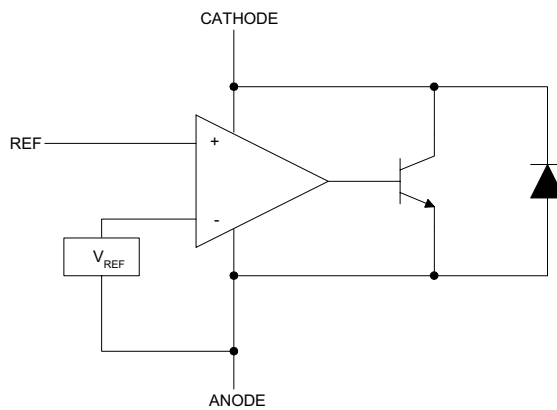 CATHODE
REF
+
-
V_REF
ANODE